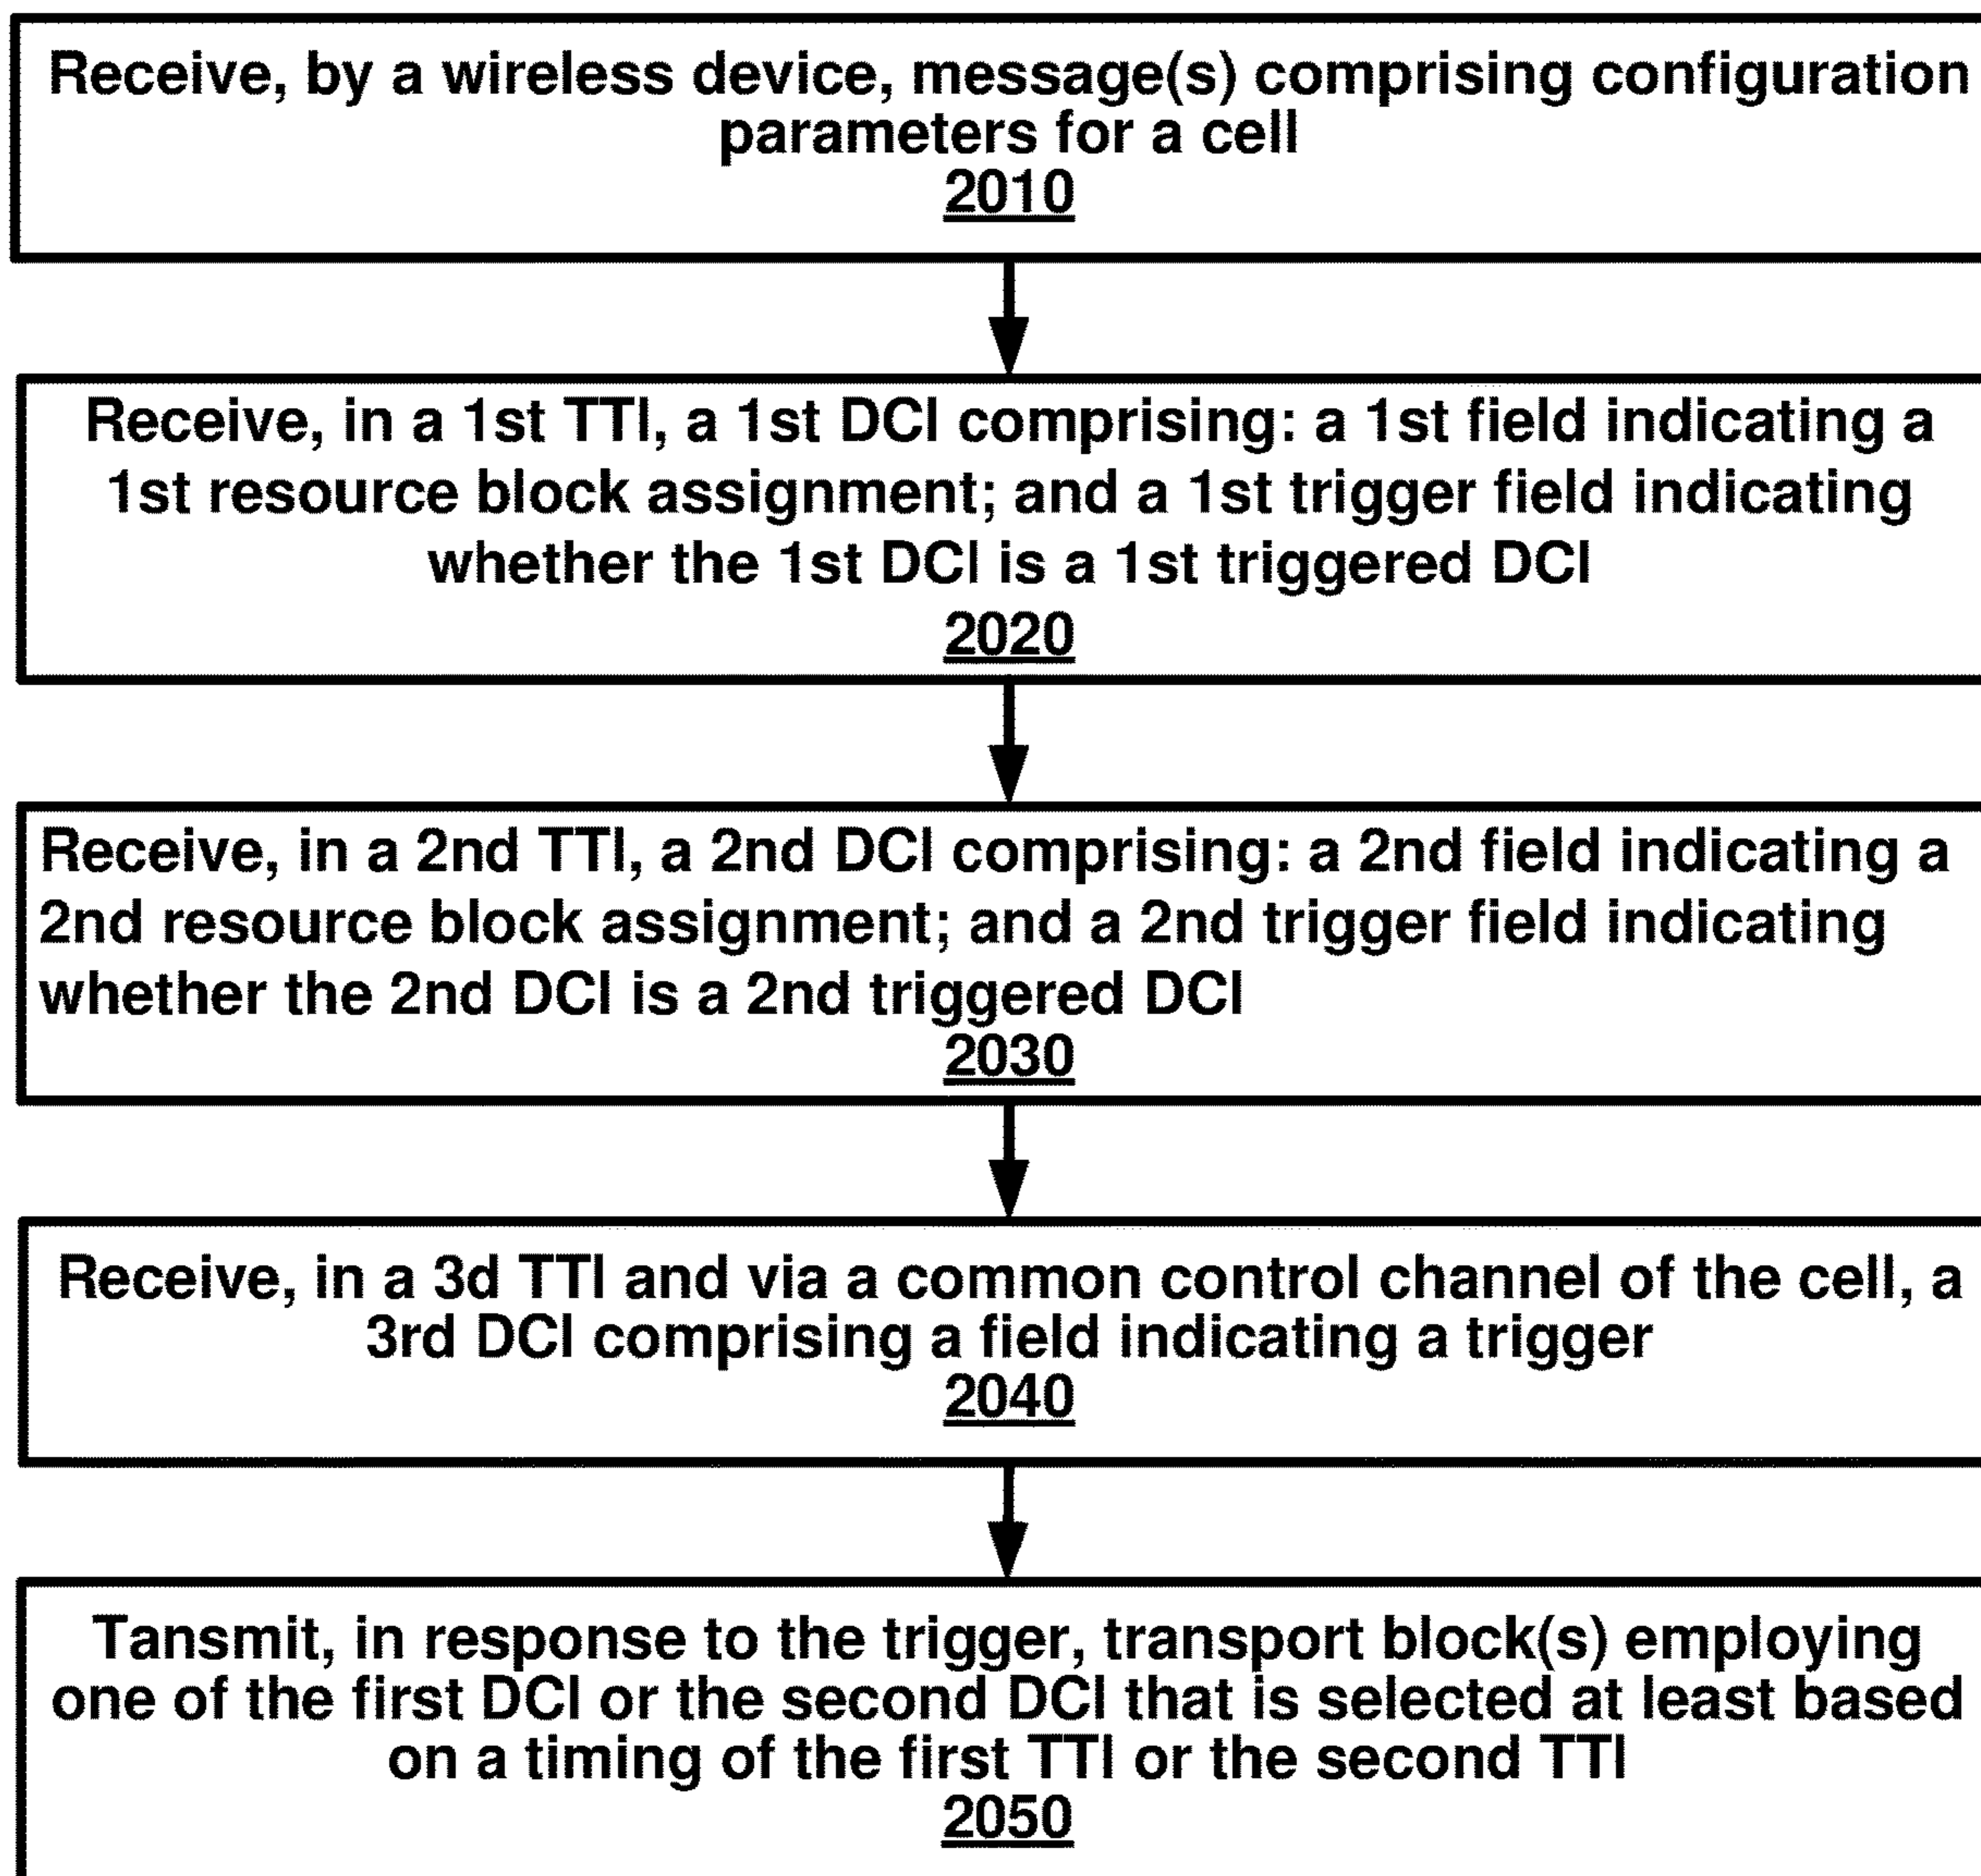 Receive, by a wireless device, message(s) comprising configuration
parameters for a cell
2010
Receive, in a 1st TTI, a 1st DCI comprising: a 1st field indicating a
1st resource block assignment; and a 1st trigger field indicating
whether the 1st DCI is a 1st triggered DCI
2020
Receive, in a 2nd TTI, a 2nd DCI comprising: a 2nd field indicating a
2nd resource block assignment; and a 2nd trigger field indicating
whether the 2nd DCI is a 2nd triggered DCI
2030
Receive, in a 3d TTI and via a common control channel of the cell, a
3rd DCI comprising a field indicating a trigger
2040
Tansmit, in response to the trigger, transport block(s) employing
one of the first DCI or the second DCI that is selected at least based
on a timing of the first TTI or the second TTI
2050